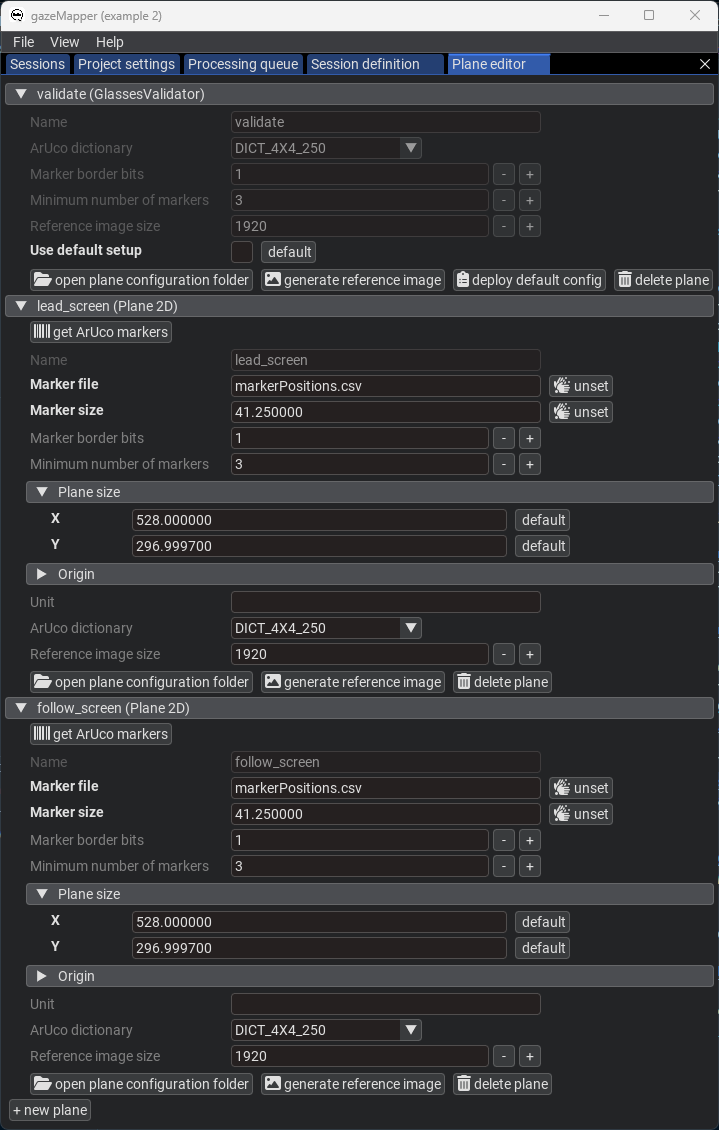 gazeMapper (example 2)
File View Help
Sessions Project settings Processing queue Session definition Plane editor
validate (GlassesValidator)
Name validate
ArUco dictionary DICT_4X4_250
Marker border bits 1 - +
Minimum number of markers 3 - +
Reference image size 1920 - +
Use default setup default
open plane configuration folder generate reference image deploy default config delete plane
lead_screen (Plane 2D)
get ArUco markers
Name lead_screen
Marker file markerPositions.csv unset
Marker size 41.250000 unset
Marker border bits 1 - +
Minimum number of markers 3 - +
Plane size
X 528.000000 default
Y 296.999700 default
Origin
Unit
ArUco dictionary DICT_4X4_250
Reference image size 1920 - +
open plane configuration folder generate reference image delete plane
follow_screen (Plane 2D)
get ArUco markers
Name follow_screen
Marker file markerPositions.csv unset
Marker size 41.250000 unset
Marker border bits 1 - +
Minimum number of markers 3 - +
Plane size
X 528.000000 default
Y 296.999700 default
Origin
Unit
ArUco dictionary DICT_4X4_250
Reference image size 1920 - +
open plane configuration folder generate reference image delete plane
+ new plane